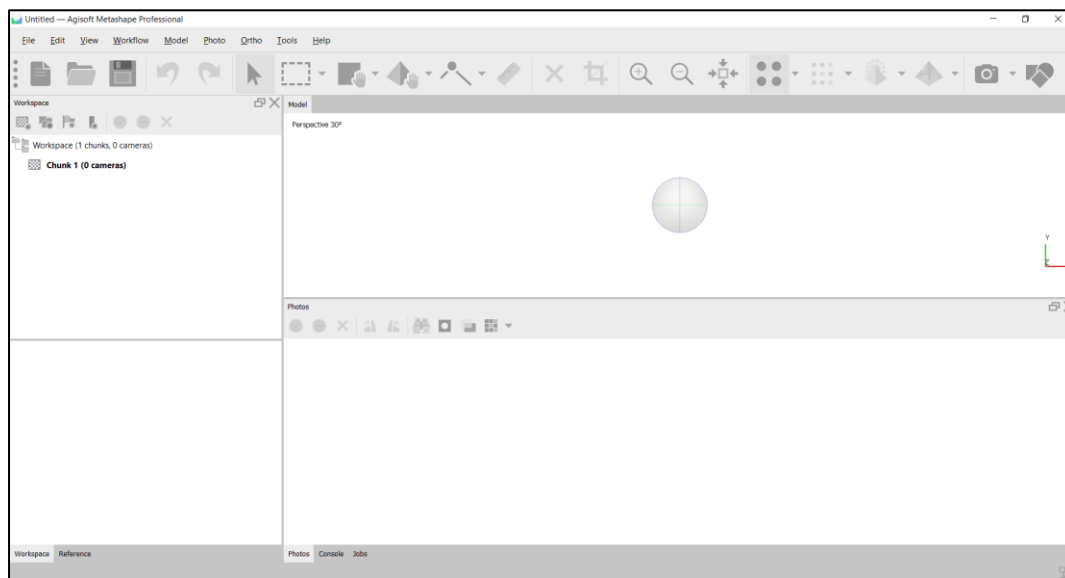 Untitled — Agisoft Metashape Professional
File Edit View Workflow Model Photo Ortho Tools Help
Workspace
Model
Perspective 30°
Workspace (1 chunks, 0 cameras)
Chunk 1 (0 cameras)
Y
Z
Photos
Workspace Reference
Photos Console Jobs